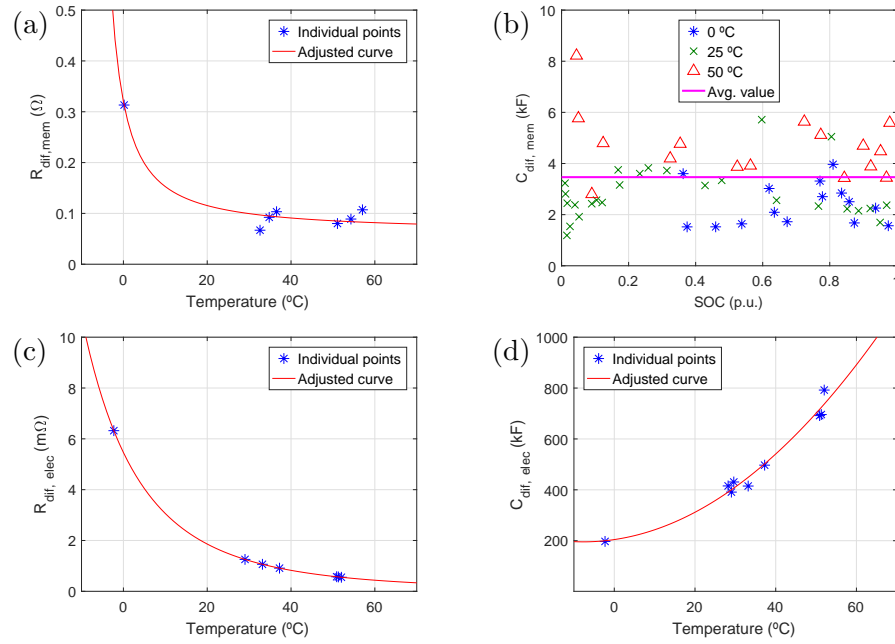 (a)
0.5
0.4
0.3
0.2
0.1
0
R_dif,mem (Ω)
Individual points
Adjusted curve
0 20 40 60
Temperature (ºC)
(b)
10
8
6
4
2
0
C_dif, mem (kF)
0 ºC
25 ºC
50 ºC
Avg. value
0 0.2 0.4 0.6 0.8 1
SOC (p.u.)
(c)
10
8
6
4
2
0
R_dif, elec (mΩ)
Individual points
Adjusted curve
0 20 40 60
Temperature (ºC)
(d)
1000
800
600
400
200
C_dif, elec (kF)
Individual points
Adjusted curve
0 20 40 60
Temperature (ºC)